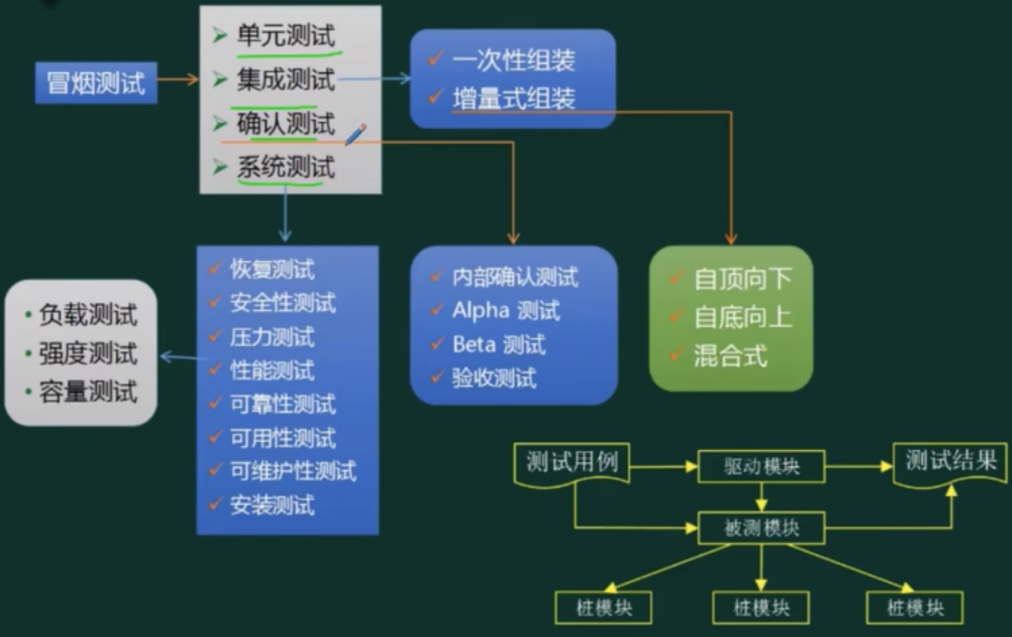 冒烟测试
单元测试
集成测试
确认测试
系统测试
一次性组装
增量式组装
负载测试
强度测试
容量测试
恢复测试
安全性测试
压力测试
性能测试
可靠性测试
可用性测试
可维护性测试
安装测试
内部确认测试
Alpha 测试
Beta 测试
验收测试
自顶向下
自底向上
混合式
测试用例
驱动模块
测试结果
被测模块
桩模块
桩模块
桩模块